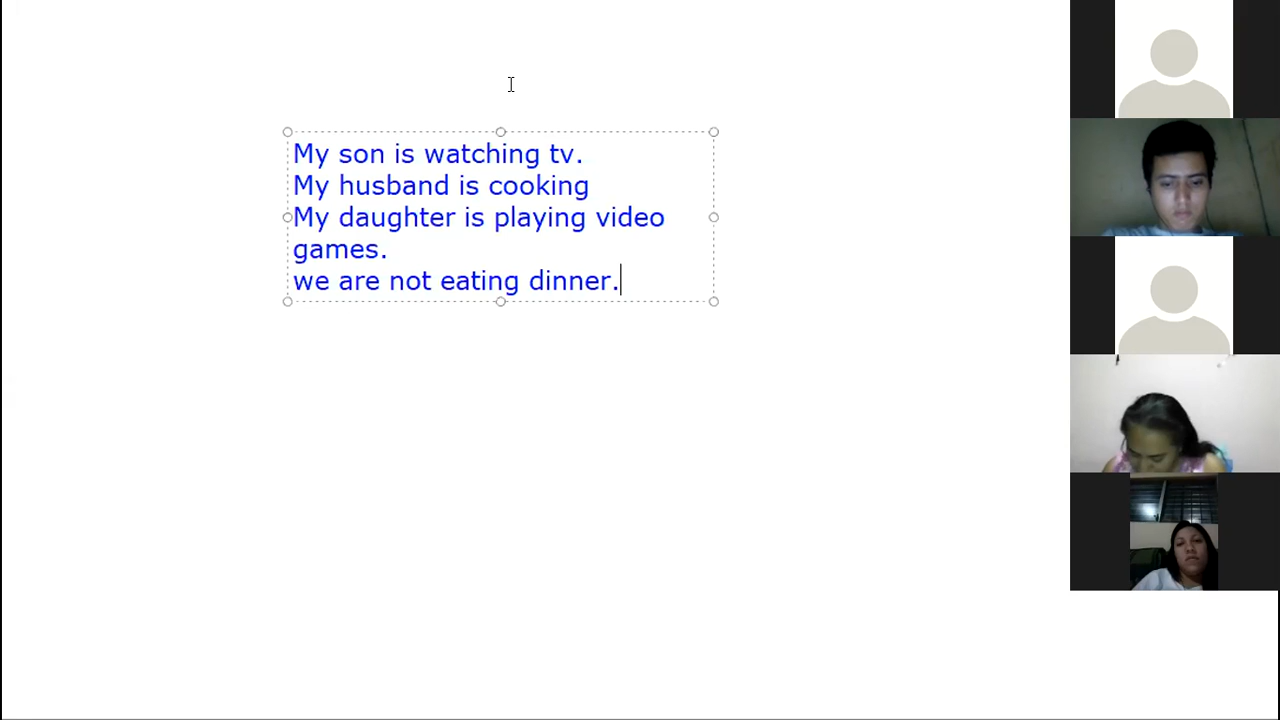 My son is watching tv.
My husband is cooking
My daughter is playing video
games.
we are not eating dinner.